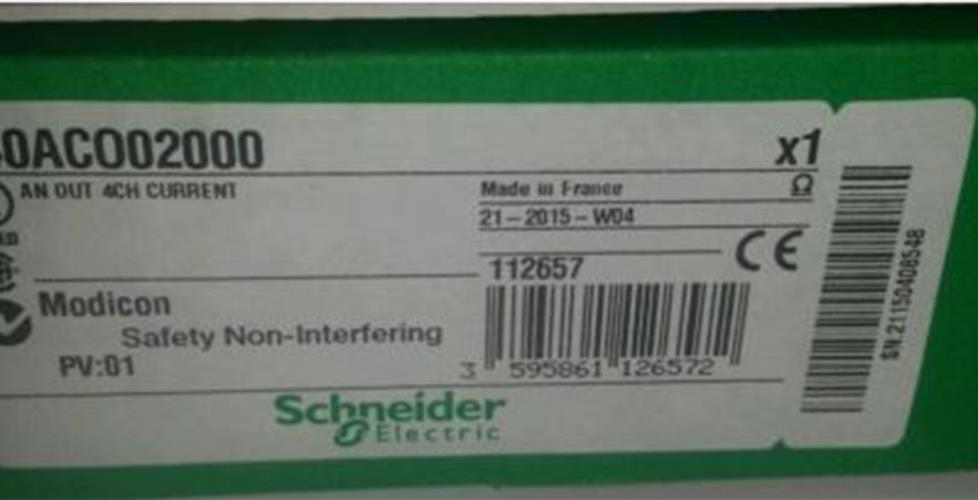 0ACO02000
x1
AN OUT 4CH CURRENT
Made in France
Ω
21-2015-W04
CE
112657
Modicon
Safety Non-Interfering
PV:01
3 595861 126572
SN.21150408548
Schneider
Electric